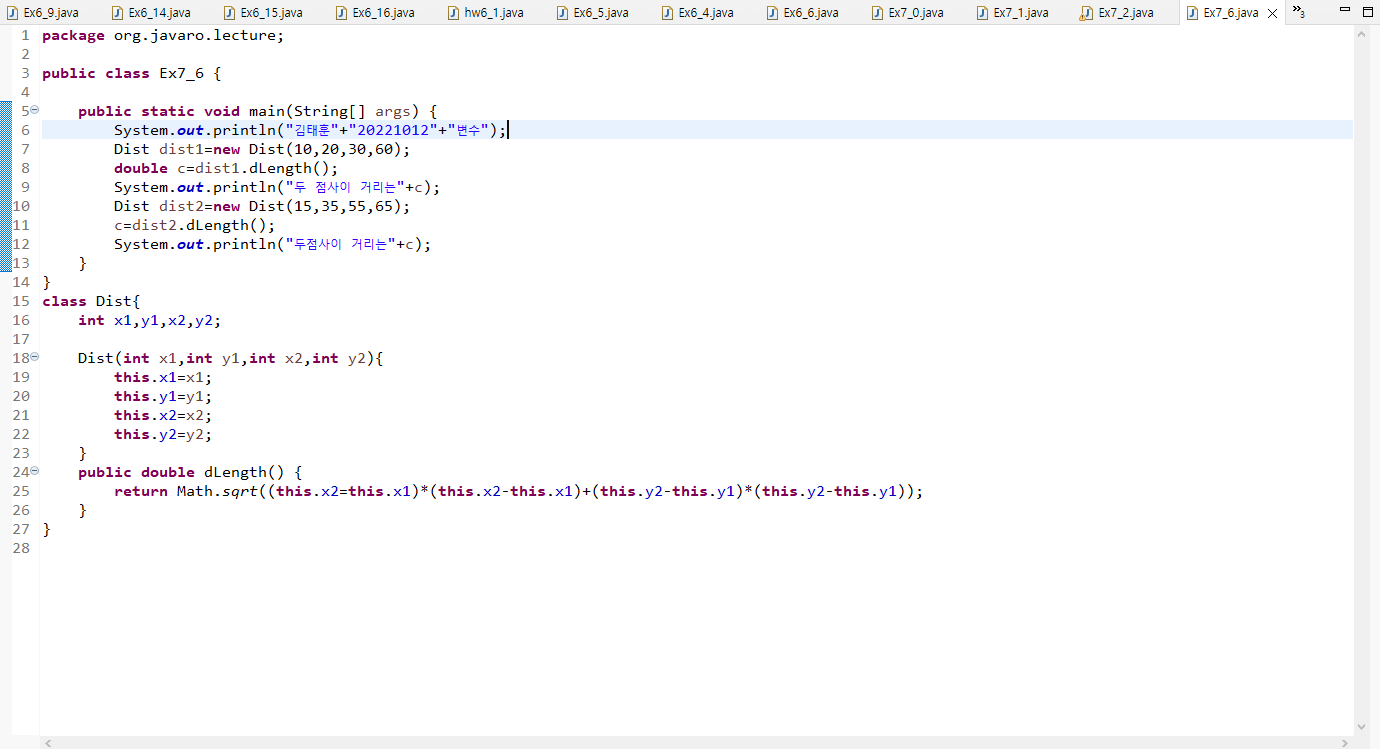 Ex6_9.java Ex6_14.java Ex6_15.java Ex6_16.java hw6_1.java Ex6_5.java Ex6_4.java Ex6_6.java Ex7_0.java Ex7_1.java Ex7_2.java Ex7_6.java »3
1 package org.javaro.lecture;
2
3 public class Ex7_6 {
4
5 public static void main(String[] args) {
6 System.out.println("김태훈"+"20221012"+"변수");
7 Dist dist1=new Dist(10,20,30,60);
8 double c=dist1.dLength();
9 System.out.println("두 점사이 거리는"+c);
10 Dist dist2=new Dist(15,35,55,65);
11 c=dist2.dLength();
12 System.out.println("두점사이 거리는"+c);
13 }
14 }
15 class Dist{
16 int x1,y1,x2,y2;
17
18 Dist(int x1,int y1,int x2,int y2){
19 this.x1=x1;
20 this.y1=y1;
21 this.x2=x2;
22 this.y2=y2;
23 }
24 public double dLength() {
25 return Math.sqrt((this.x2=this.x1)*(this.x2-this.x1)+(this.y2-this.y1)*(this.y2-this.y1));
26 }
27 }
28